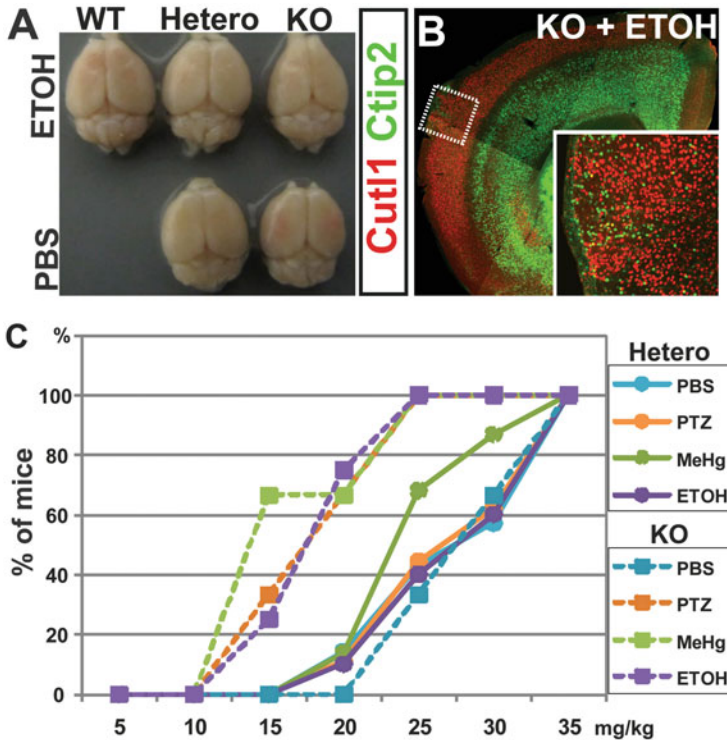 A
WT Hetero KO
ETOH
PBS
Cutl1 Ctip2
B
KO + ETOH
C
%
100
80
60
40
20
0
% of mice
5 10 15 20 25 30 35 mg/kg
Hetero
PBS
PTZ
MeHg
ETOH
KO
PBS
PTZ
MeHg
ETOH